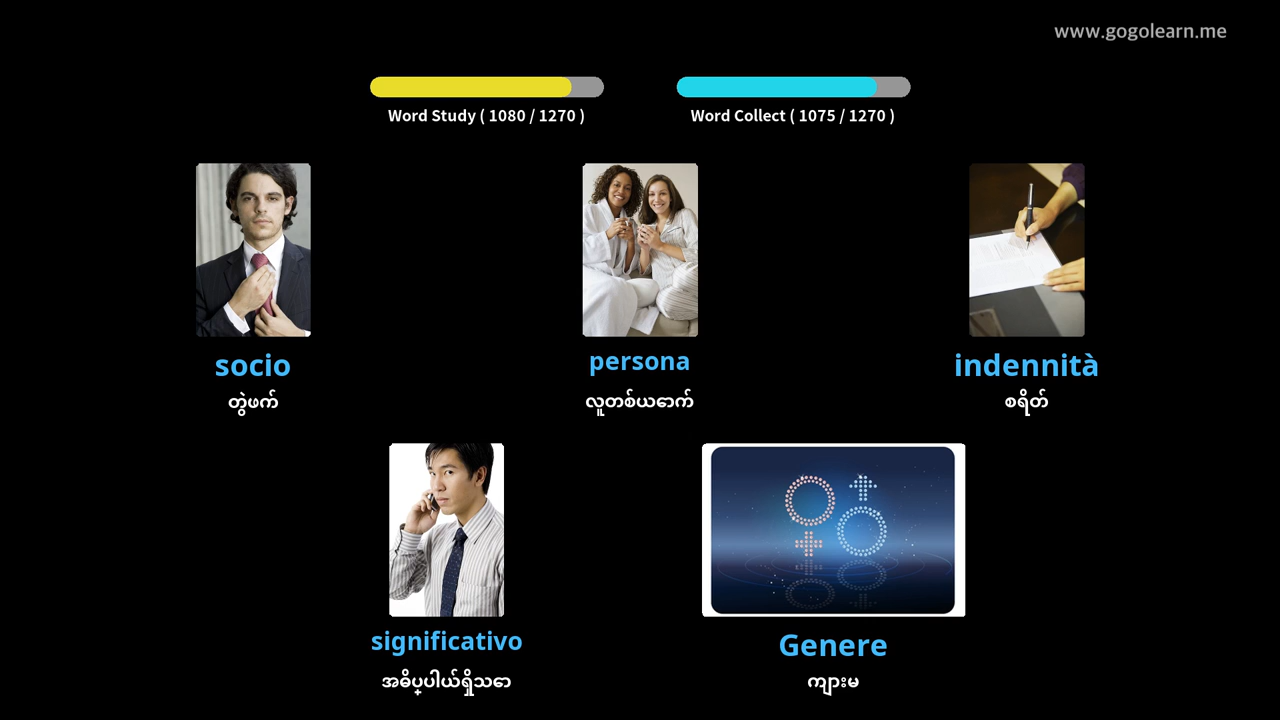 www.gogolearn.me
Word Study ( 1080 / 1270 )
Word Collect ( 1075 / 1270 )
socio
တွဲဖက်
persona
လူတစ်ယောက်
indennità
စရိတ်
significativo
အဓိပ္ပါယ်ရှိသော
Genere
ကျားမ